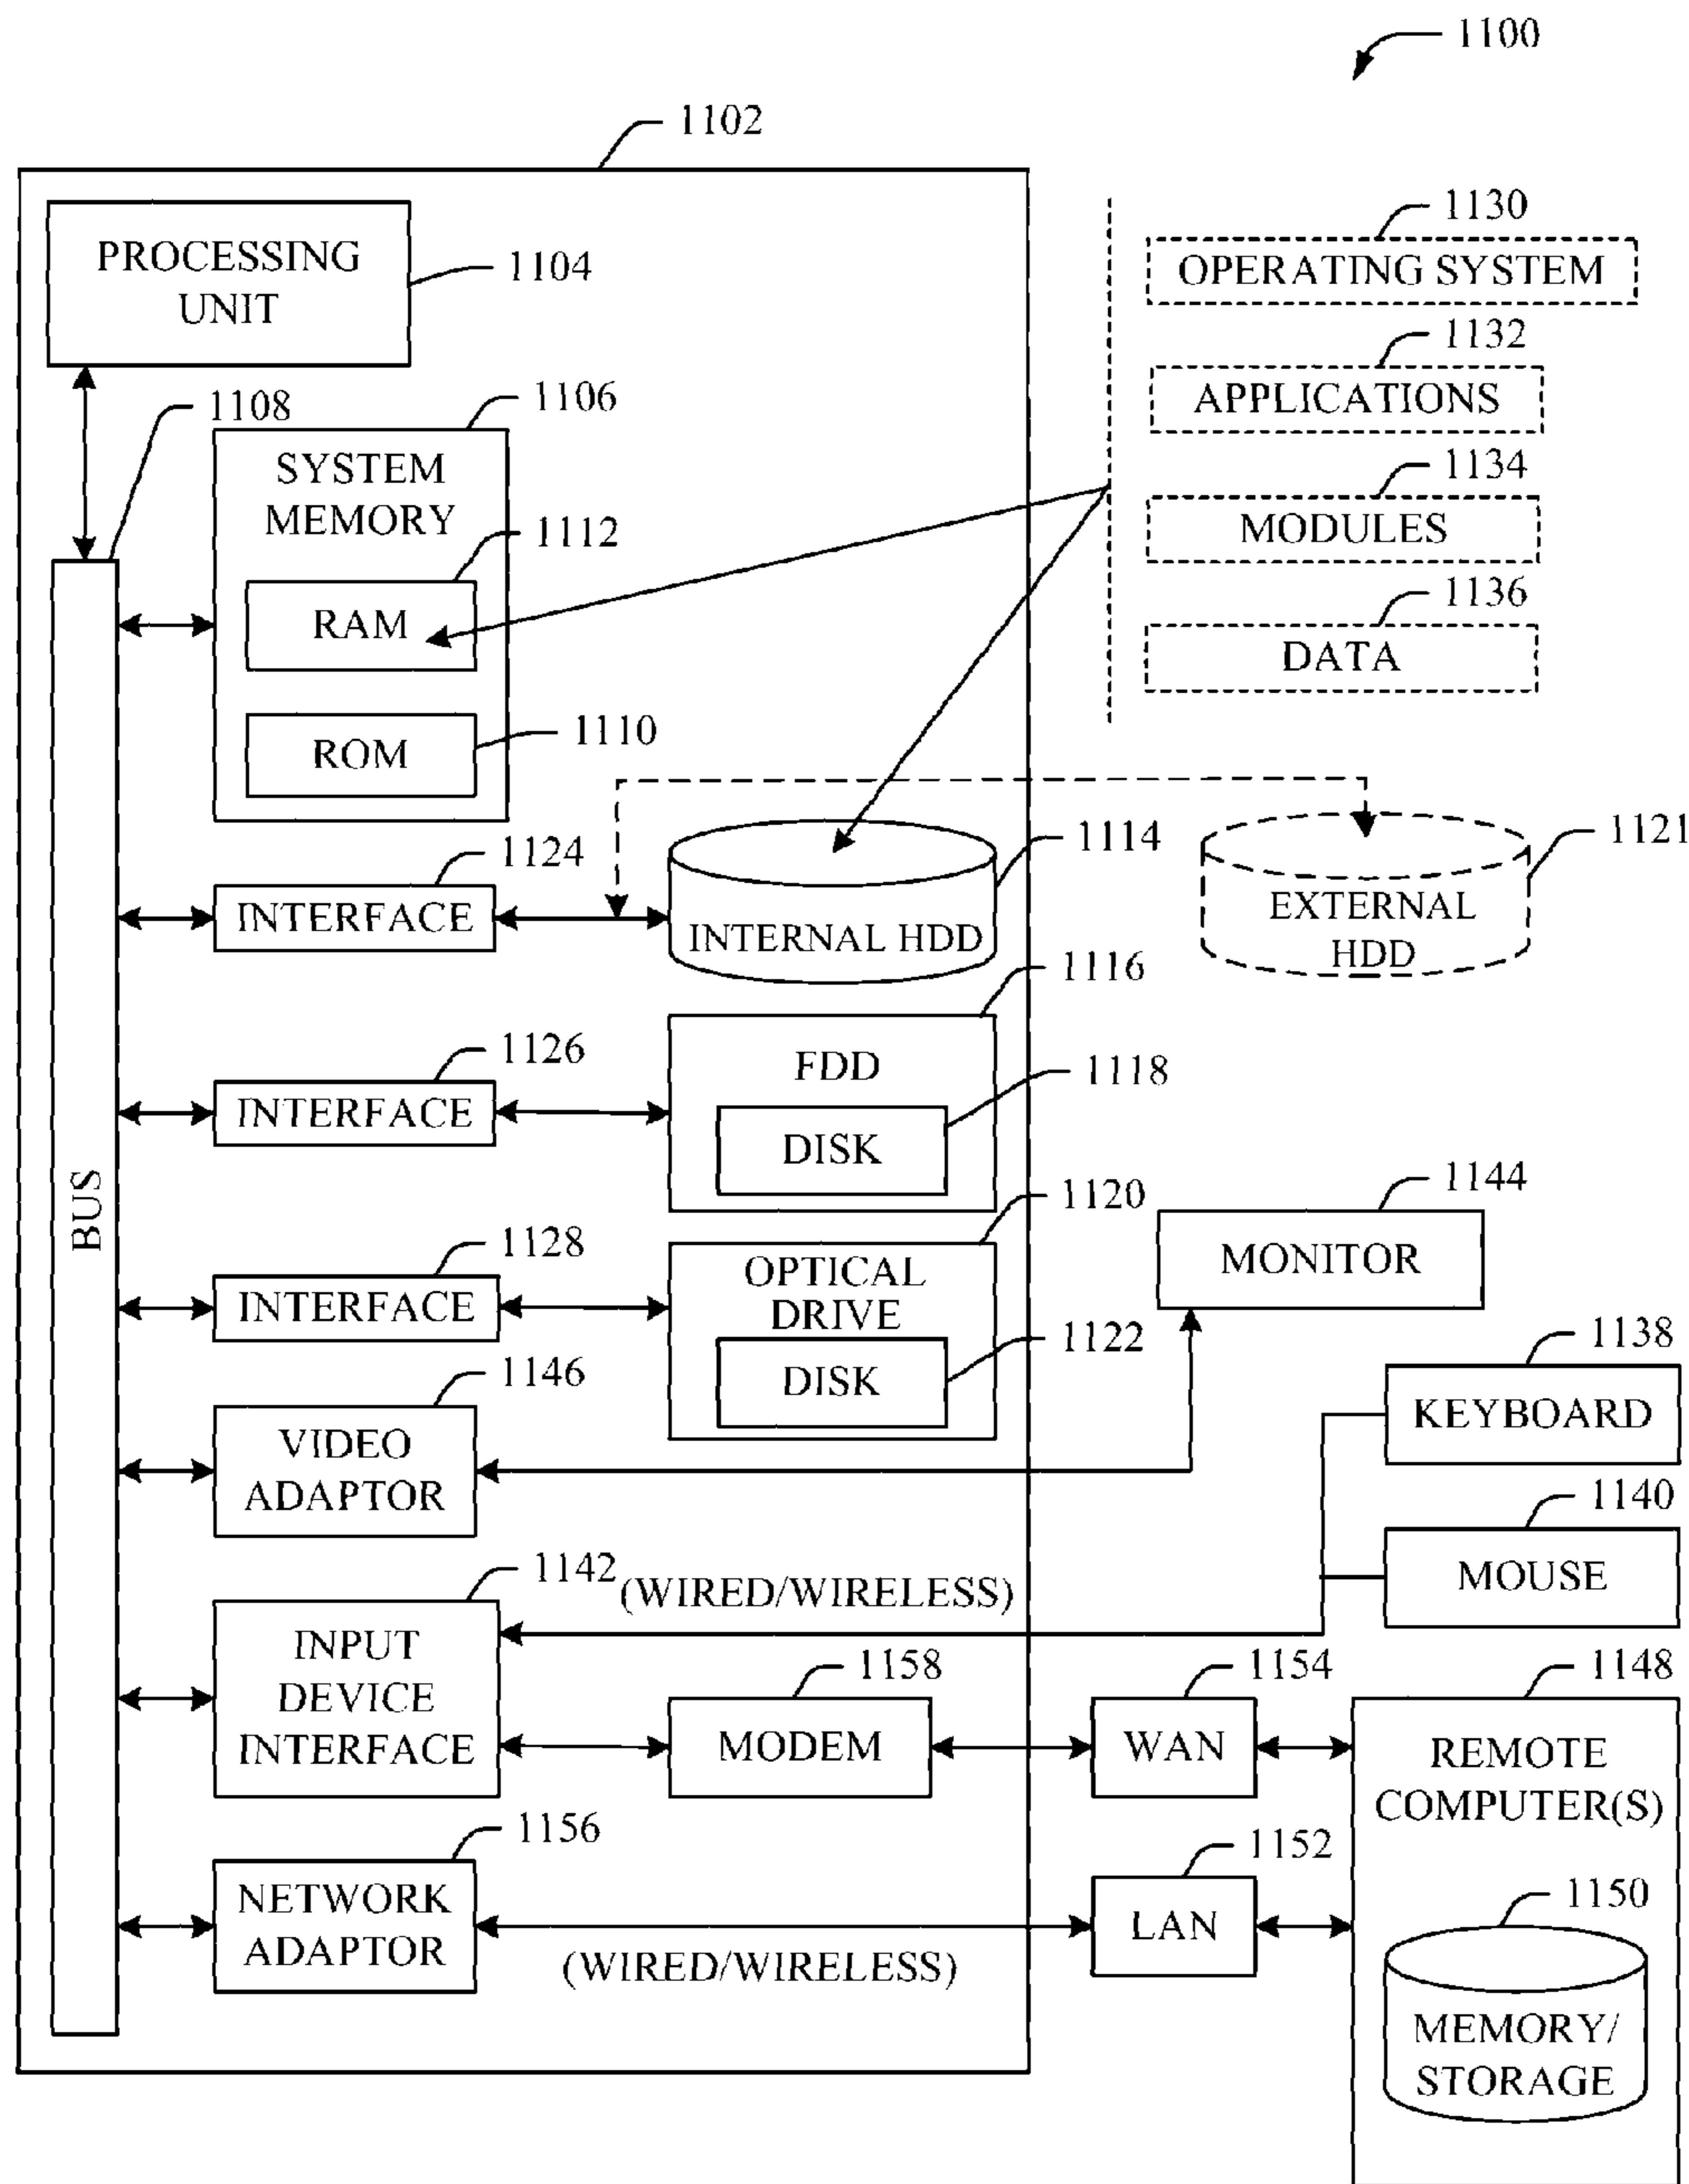 1100
1102
PROCESSING
UNIT
1104
1130
OPERATING SYSTEM
1132
APPLICATIONS
1134
MODULES
1136
DATA
1108
1106
SYSTEM
MEMORY
1112
RAM
1110
ROM
1124
INTERFACE
1114
INTERNAL HDD
1121
EXTERNAL
HDD
1126
INTERFACE
1116
FDD
1118
DISK
BUS
1128
INTERFACE
1120
OPTICAL
DRIVE
1122
DISK
1144
MONITOR
1146
VIDEO
ADAPTOR
1138
KEYBOARD
1140
MOUSE
1142
(WIRED/WIRELESS)
INPUT
DEVICE
INTERFACE
1158
MODEM
1154
WAN
1148
REMOTE
COMPUTER(S)
1156
NETWORK
ADAPTOR
(WIRED/WIRELESS)
1152
LAN
1150
MEMORY/
STORAGE